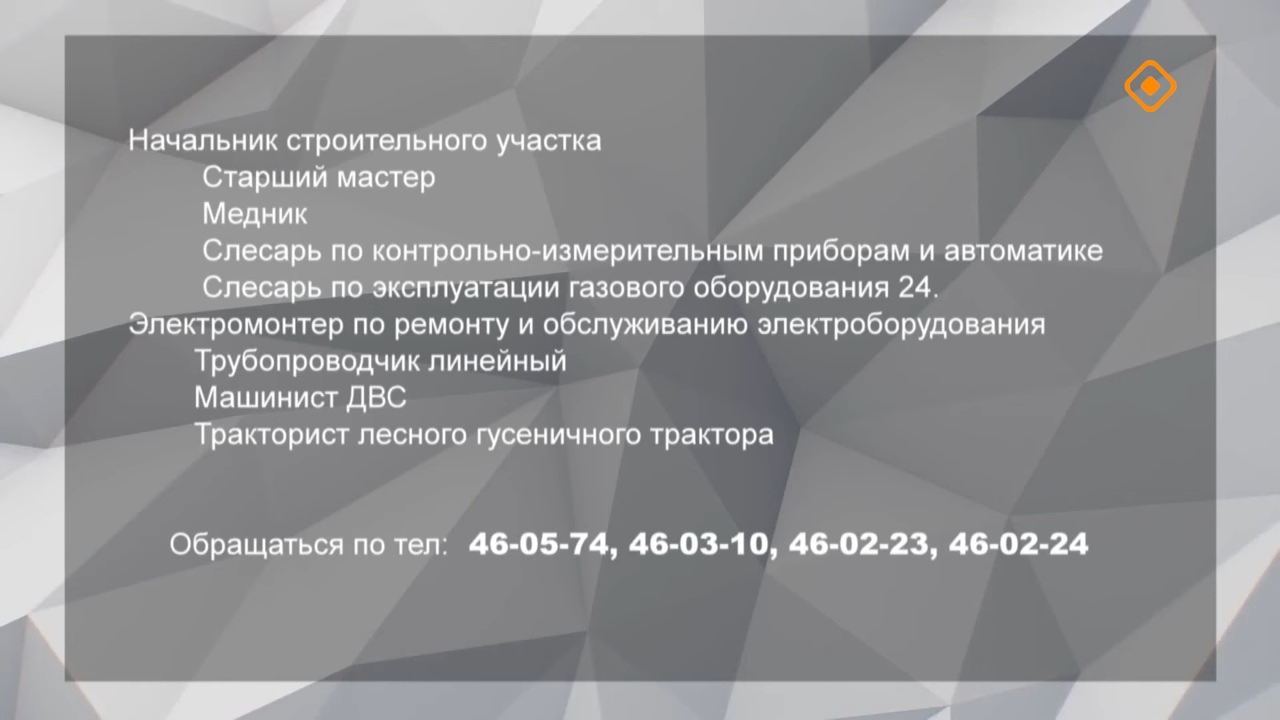 Начальник строительного участка
Старший мастер
Медник
Слесарь по контрольно-измерительным приборам и автоматике
Слесарь по эксплуатации газового оборудования 24.
Электромонтер по ремонту и обслуживанию электроборудования
Трубопроводчик линейный
Машинист ДВС
Тракторист лесного гусеничного трактора
Обращаться по тел: 46-05-74, 46-03-10, 46-02-23, 46-02-24